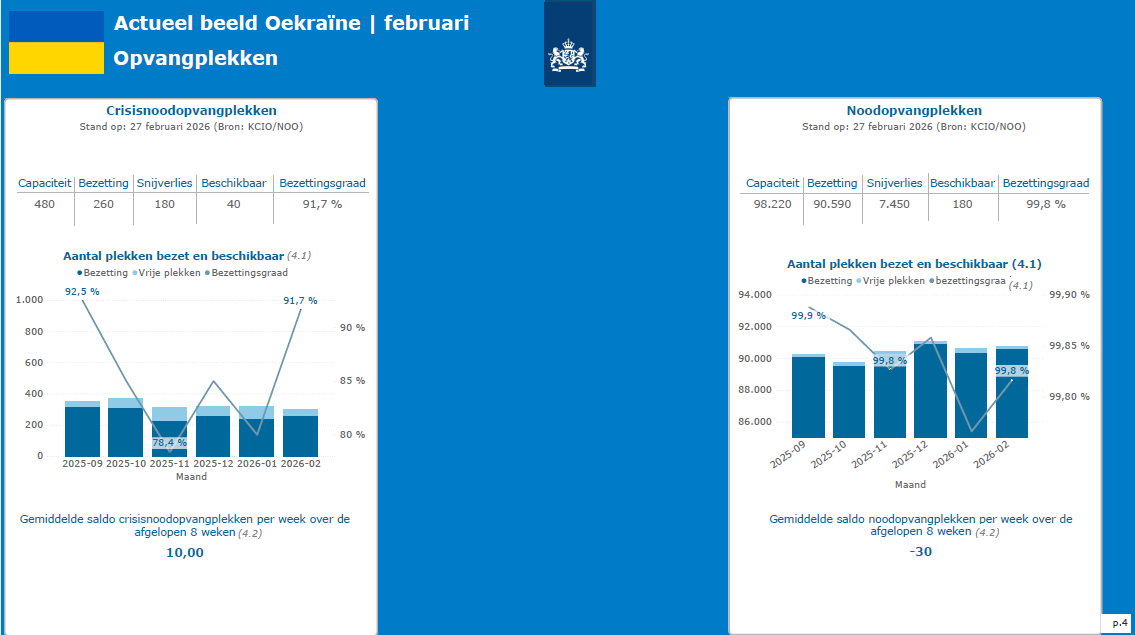 Actueel beeld Oekraïne | februari
Opvangplekken
Crisisnoodopvangplekken
Stand op: 27 februari 2026 (Bron: KCIO/NOO)
Capaciteit Bezetting Snijverlies Beschikbaar Bezettingsgraad
480 260 180 40 91,7 %
Aantal plekken bezet en beschikbaar (4.1)
Bezetting Vrije plekken Bezettingsgraad
92,5 %
91,7 %
78,4 %
1.000
800
600
400
200
0
90 %
85 %
80 %
2025-09 2025-10 2025-11 2025-12 2026-01 2026-02
Maand
Gemiddelde saldo crisisnoodopvangplekken per week over de
afgelopen 8 weken (4.2)
10,00
Noodopvangplekken
Stand op: 27 februari 2026 (Bron: KCIO/NOO)
Capaciteit Bezetting Snijverlies Beschikbaar Bezettingsgraad
98.220 90.590 7.450 180 99,8 %
Aantal plekken bezet en beschikbaar (4.1)
Bezetting Vrije plekken bezettingsgraa
(4.1)
94.000
92.000
90.000
88.000
86.000
99,9 %
99,8 %
99,8 %
99,90 %
99,85 %
99,80 %
2025-09 2025-10 2025-11 2025-12 2026-01 2026-02
Maand
Gemiddelde saldo noodopvangplekken per week over de
afgelopen 8 weken (4.2)
-30
p.4